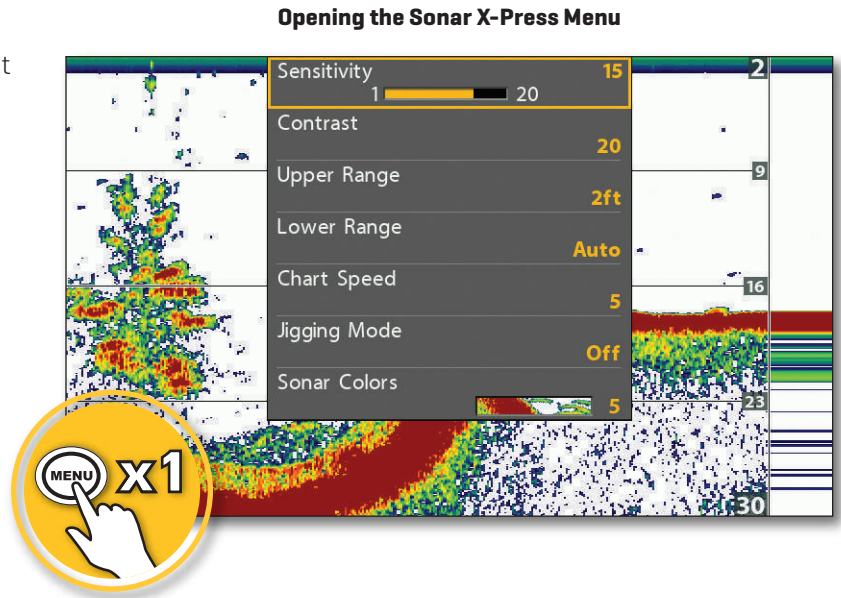 Opening the Sonar X-Press Menu
t
Sensitivity 15
1 20
Contrast
20
Upper Range
2ft
Lower Range
Auto
Chart Speed
5
Jigging Mode
Off
Sonar Colors
5
2
9
16
23
30
MENU x1